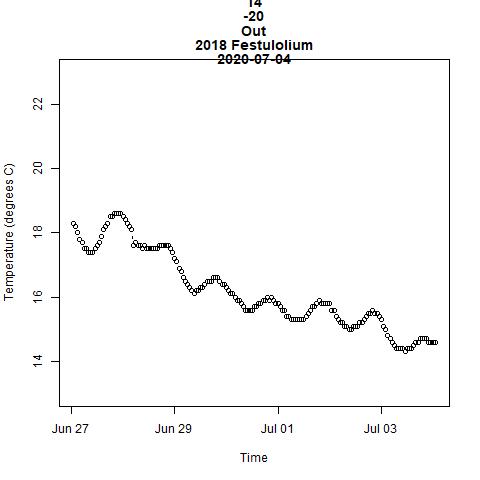 14
-20
Out
2018 Festulolium
2020-07-04
Temperature (degrees C)
22
20
18
16
14
Jun 27
Jun 29
Jul 01
Jul 03
Time